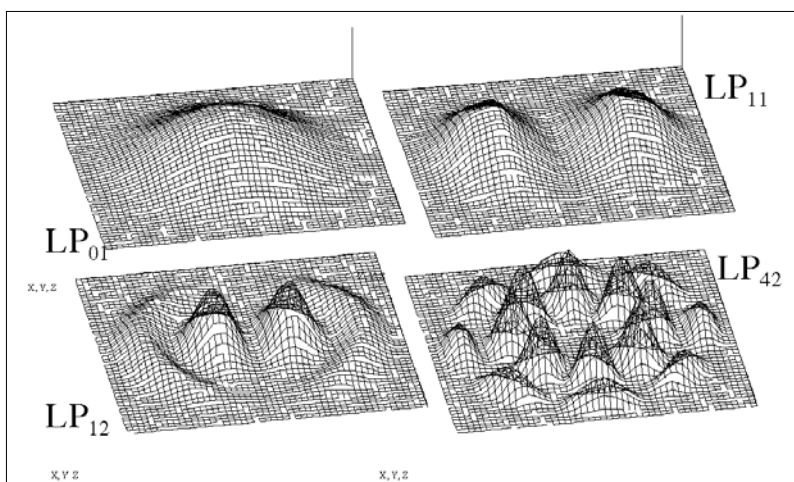 LP₁₁
LP₀₁
X,Y,Z
LP₄₂
LP₁₂
X,Y Z
X,Y,Z